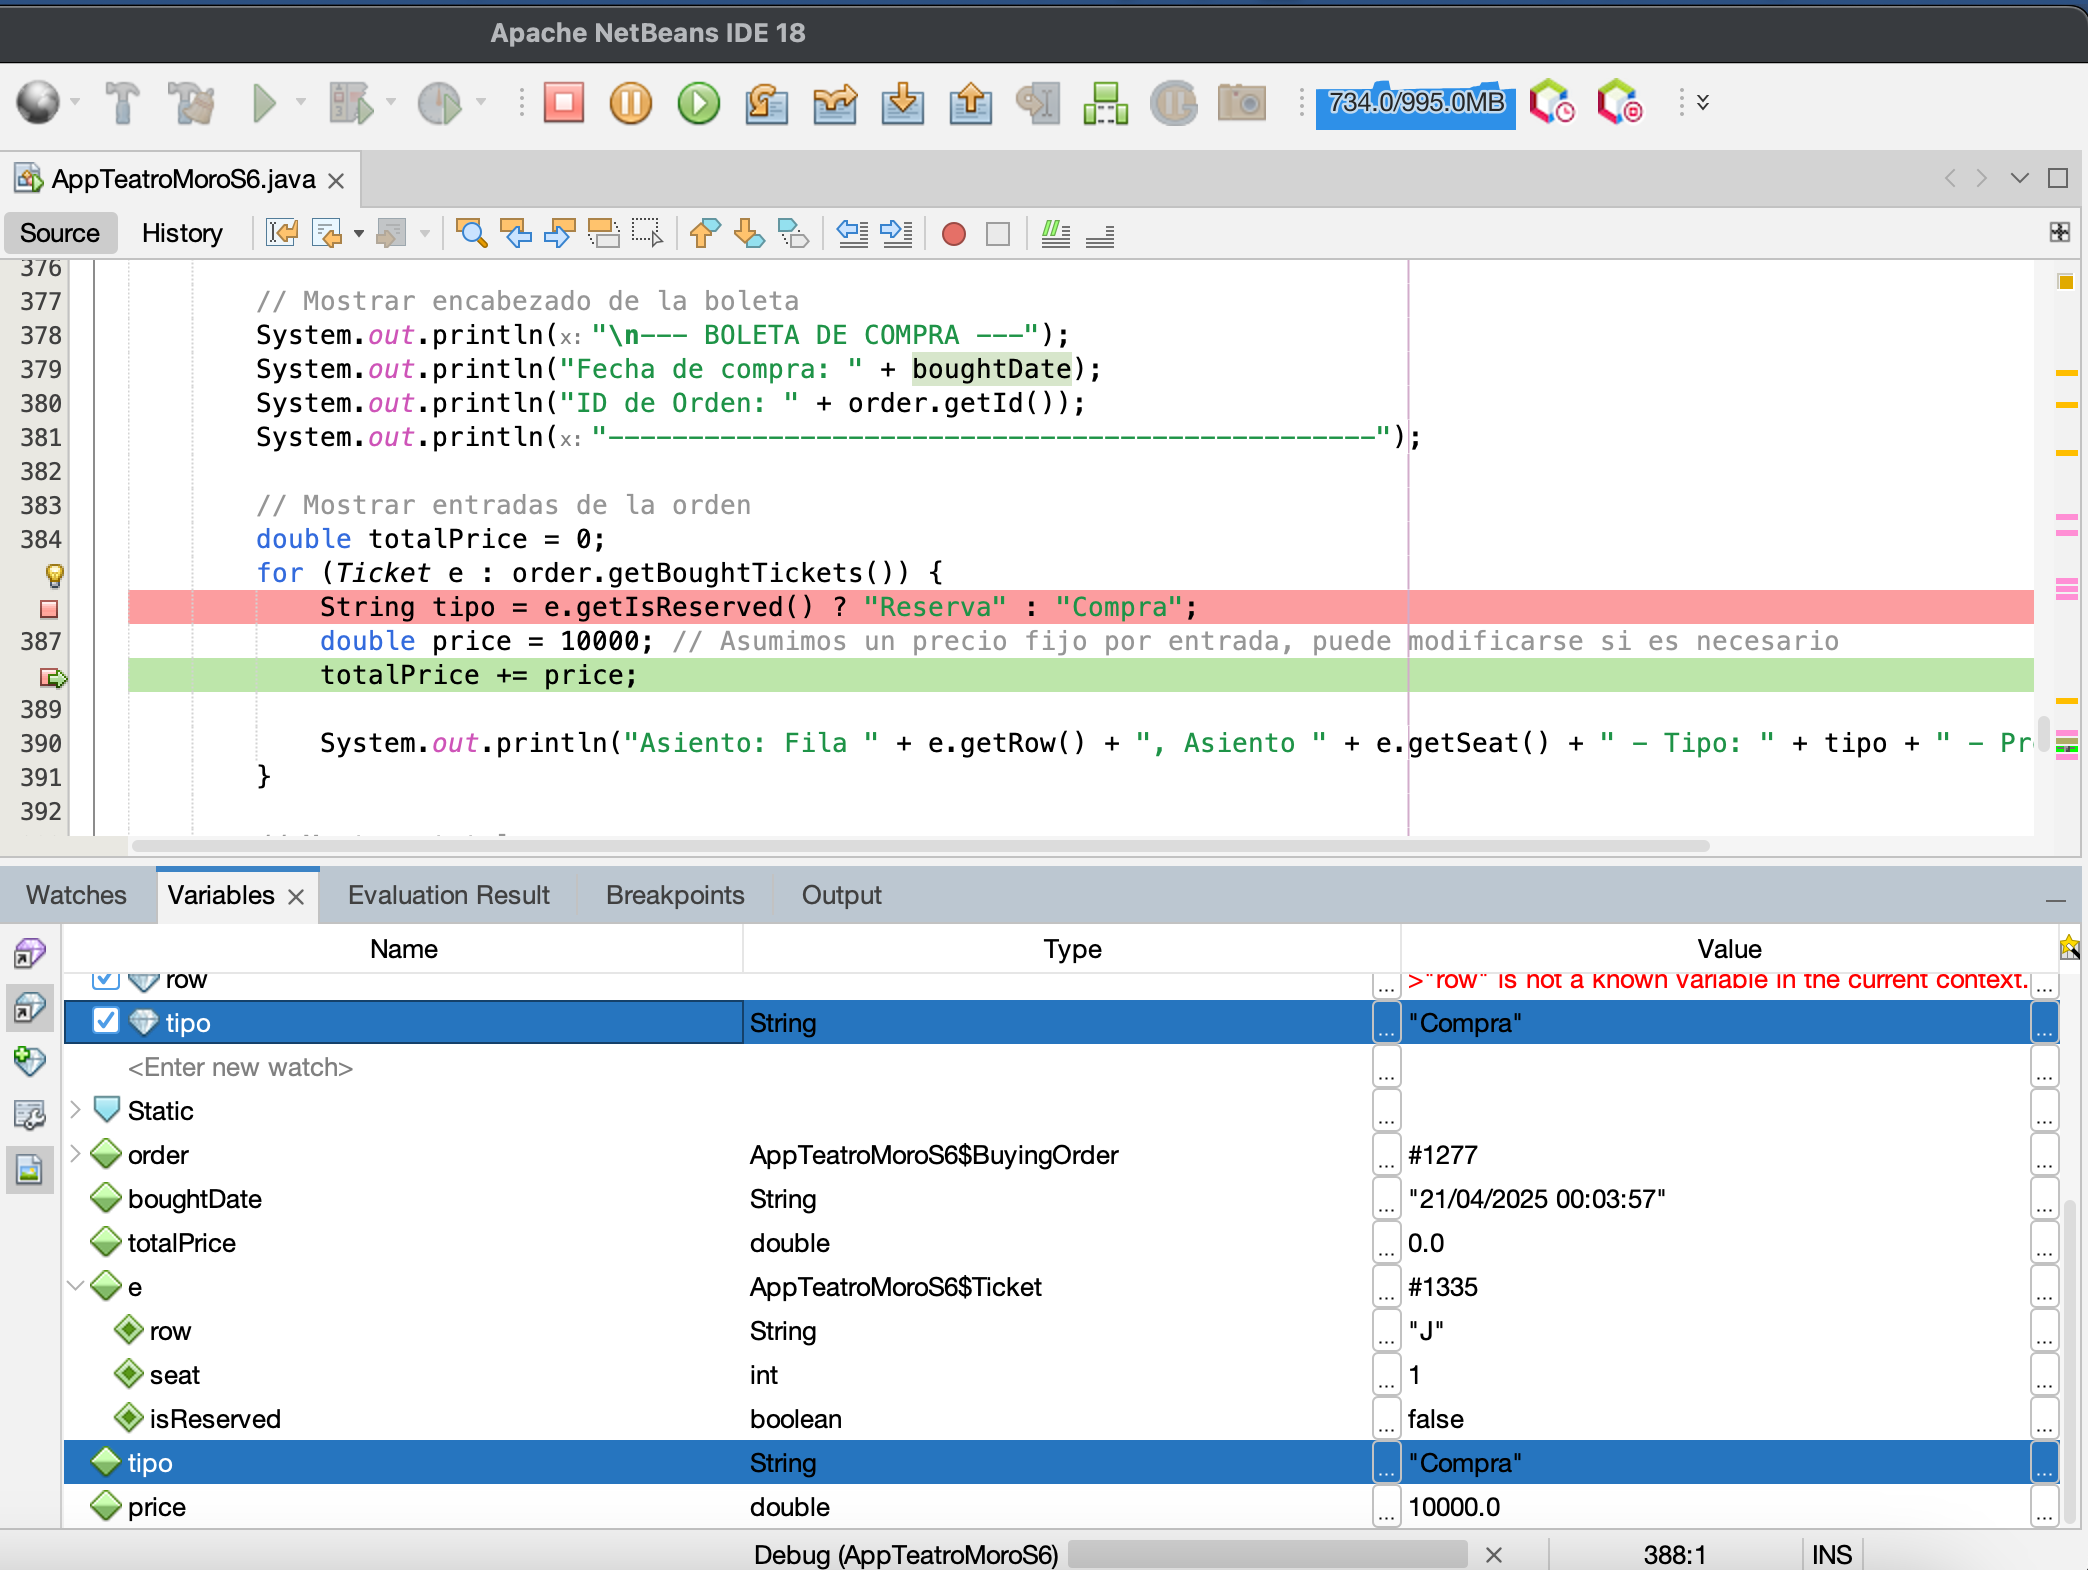 Apache NetBeans IDE 18
734.0/995.0MB
AppTeatroMoroS6.java
Source History
376
377 // Mostrar encabezado de la boleta
378 System.out.println(x: "\n--- BOLETA DE COMPRA ---");
379 System.out.println("Fecha de compra: " + boughtDate);
380 System.out.println("ID de Orden: " + order.getId());
381 System.out.println(x: "------------------------------------------------");
382
383 // Mostrar entradas de la orden
384 double totalPrice = 0;
for (Ticket e : order.getBoughtTickets()) {
String tipo = e.getIsReserved() ? "Reserva" : "Compra";
387 double price = 10000; // Asumimos un precio fijo por entrada, puede modificarse si es necesario
totalPrice += price;
389
390 System.out.println("Asiento: Fila " + e.getRow() + ", Asiento " + e.getSeat() + " - Tipo: " + tipo + " - Pr
391 }
392
Watches Variables Evaluation Result Breakpoints Output
Name Type Value
row ... >"row" is not a known variable in the current context. ...
tipo String ... "Compra" ...
<Enter new watch> ... ...
Static ... ...
order AppTeatroMoroS6$BuyingOrder ... #1277 ...
boughtDate String ... "21/04/2025 00:03:57" ...
totalPrice double ... 0.0 ...
e AppTeatroMoroS6$Ticket ... #1335 ...
row String ... "J" ...
seat int ... 1 ...
isReserved boolean ... false ...
tipo String ... "Compra" ...
price double ... 10000.0 ...
Debug (AppTeatroMoroS6) 388:1 INS